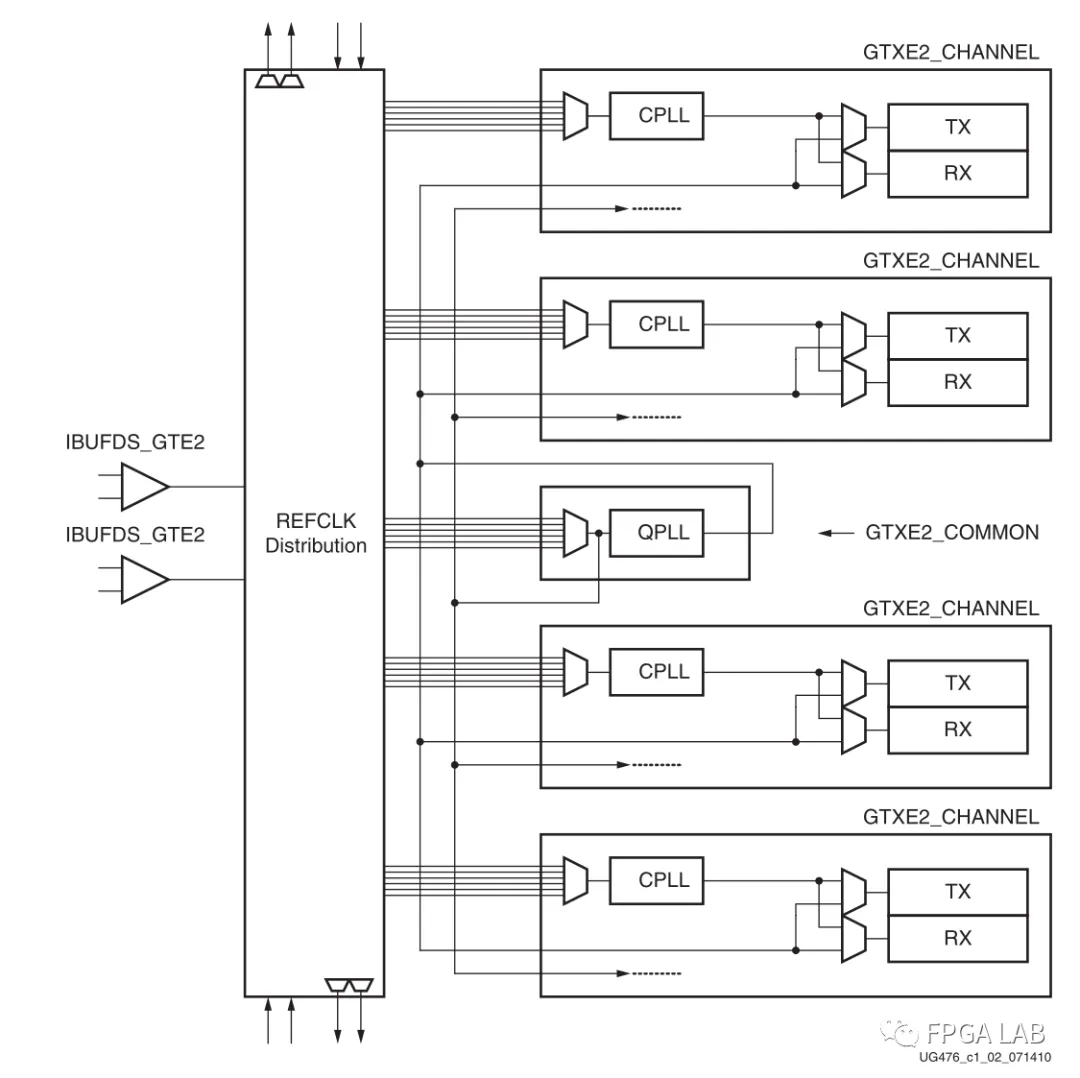 GTXE2_CHANNEL
CPLL
TX
RX
GTXE2_CHANNEL
CPLL
TX
RX
IBUFDS_GTE2
IBUFDS_GTE2
REFCLK
Distribution
QPLL
GTXE2_COMMON
GTXE2_CHANNEL
CPLL
TX
RX
GTXE2_CHANNEL
CPLL
TX
RX
FPGA LAB
UG476_c1_02_071410